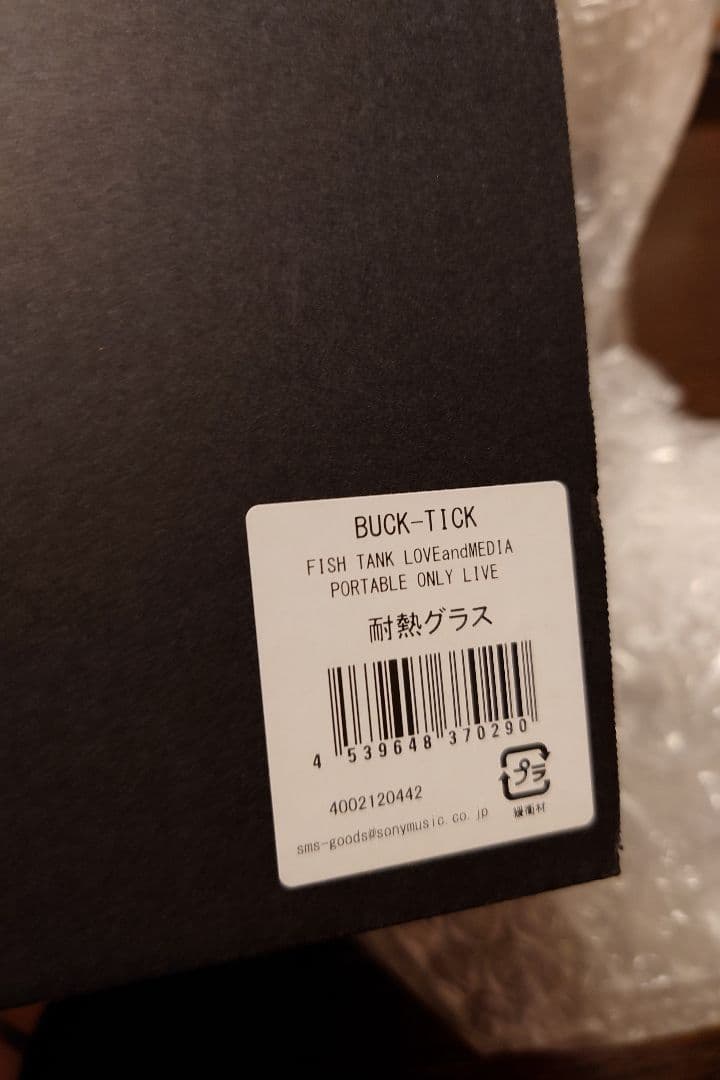 BUCK-TICK
FISH TANK LOVEandMEDIA
PORTABLE ONLY LIVE
耐熱グラス
4 539648 370290
4002120442
プラ
緩衝材
sms-goods@sonymusic.co.jp